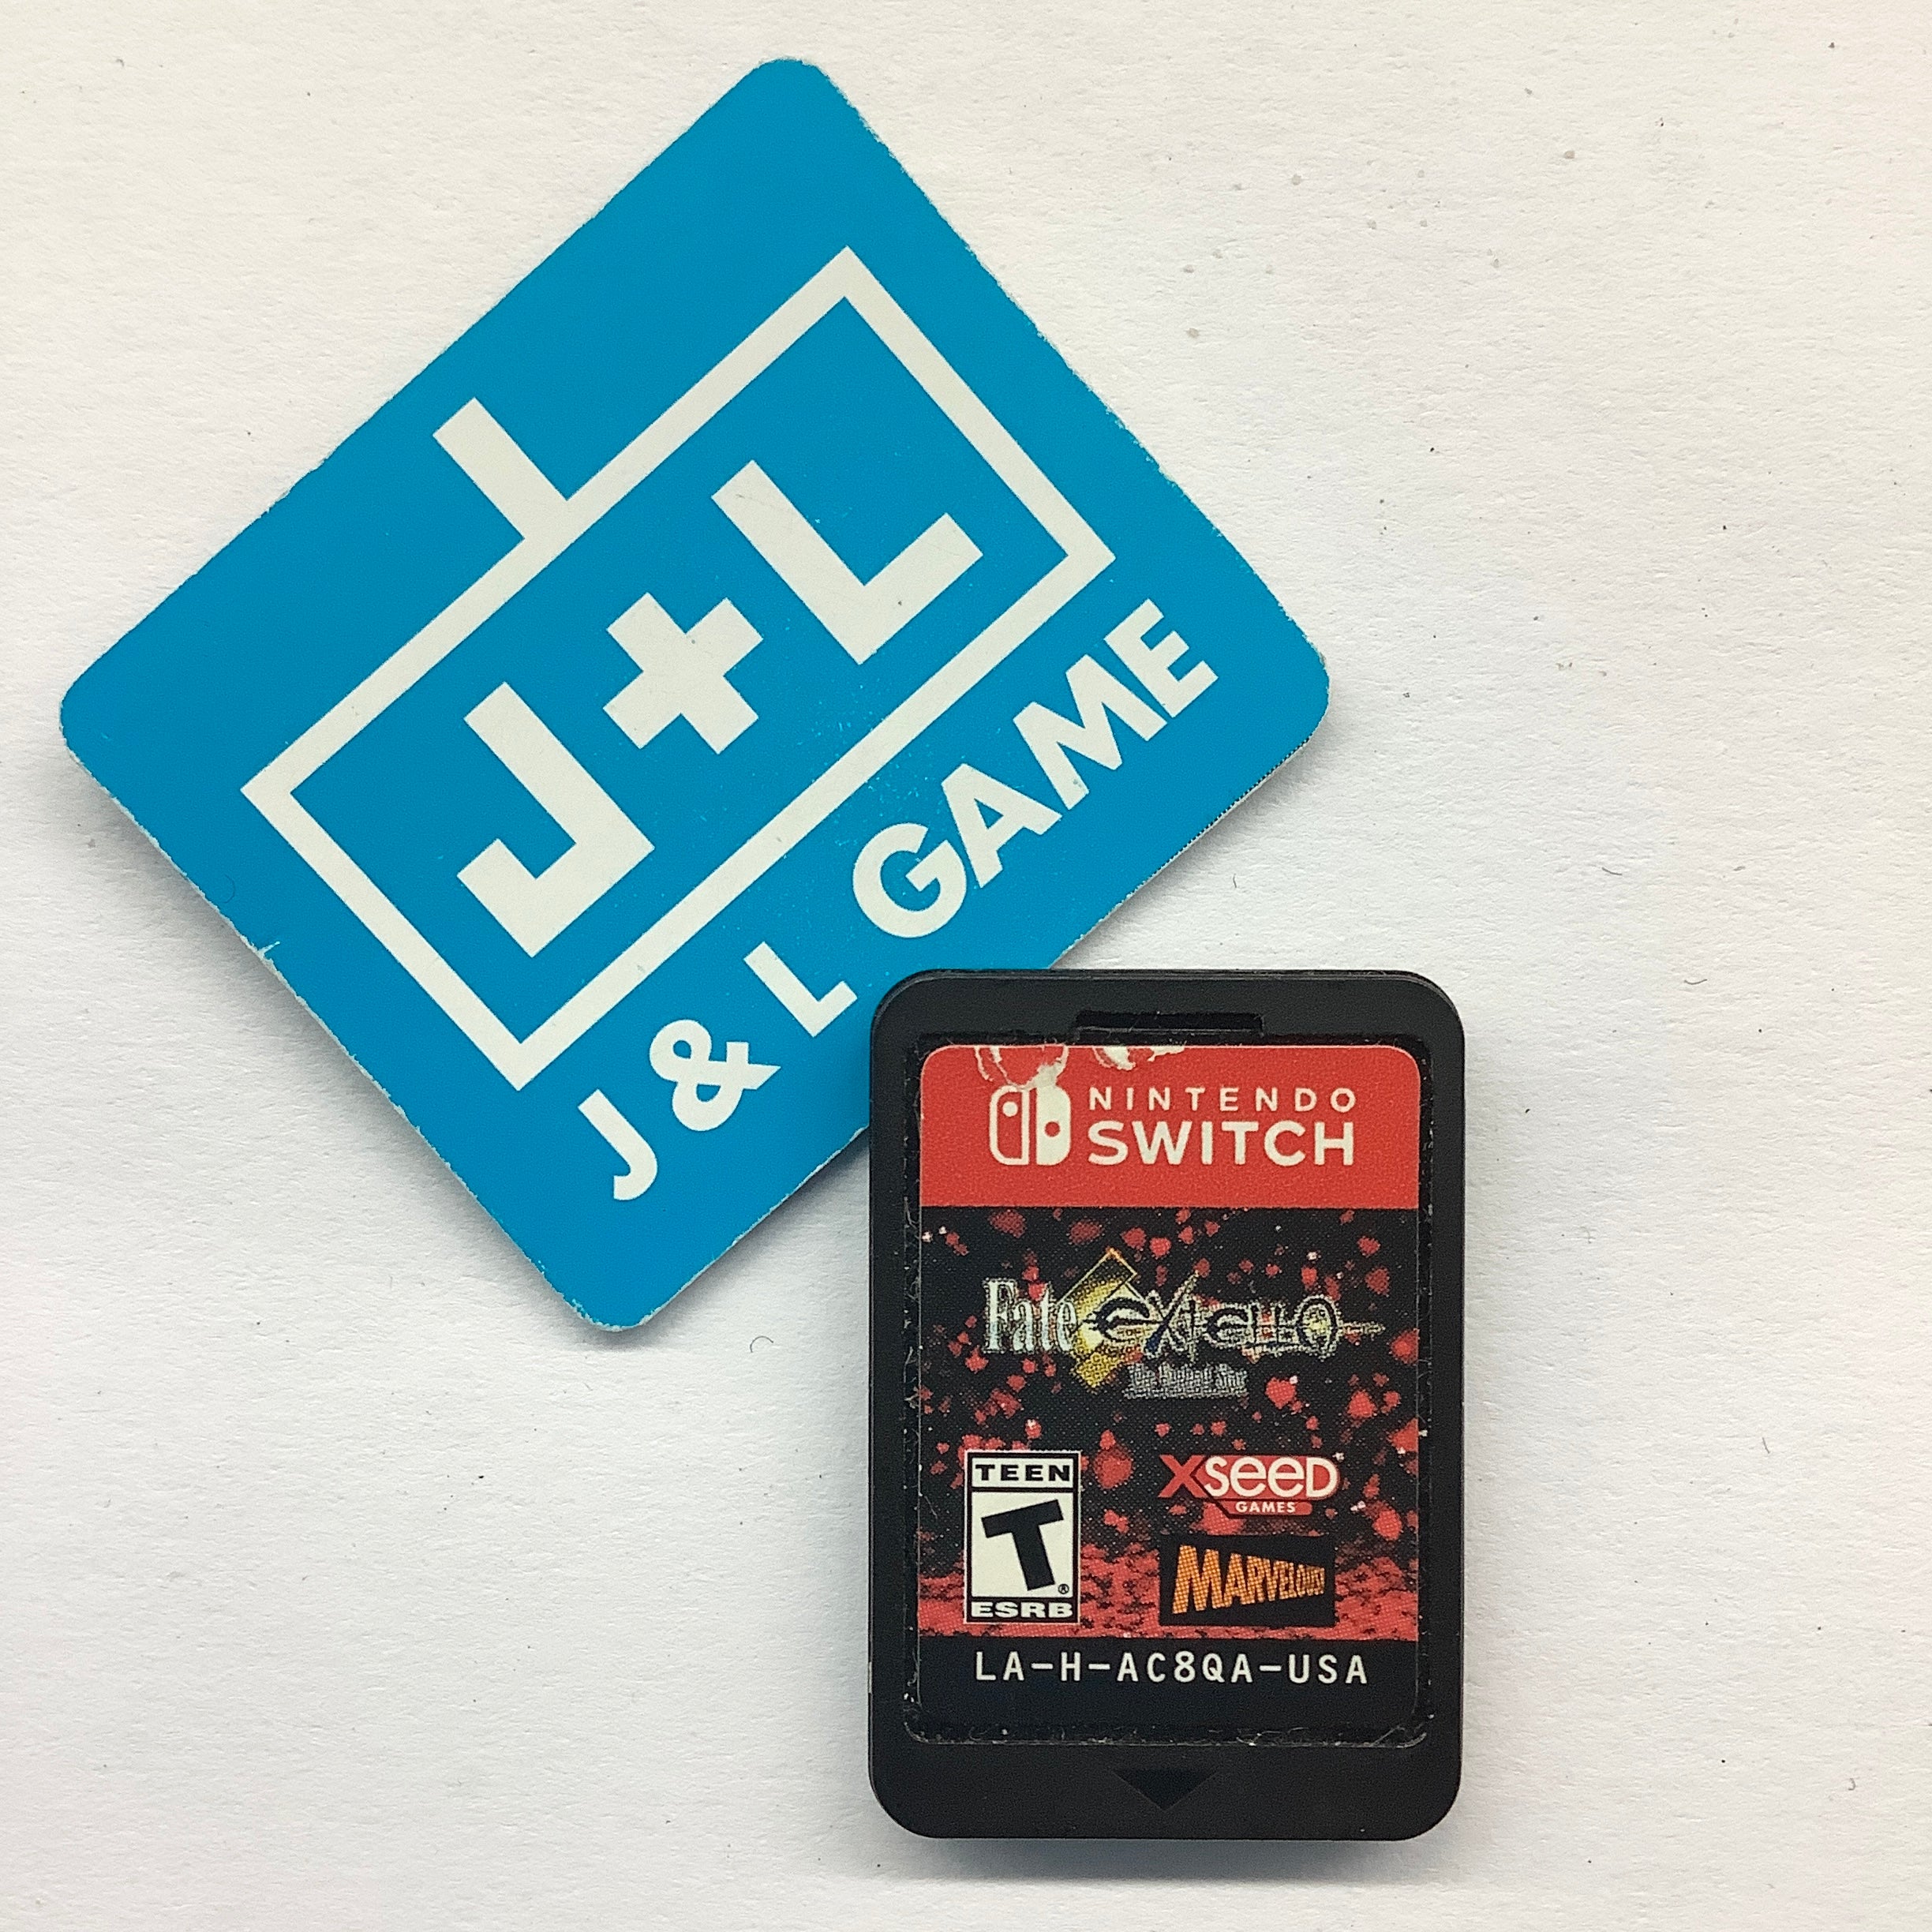 J+L
J & L GAME
NINTENDO
SWITCH
Fate EXTELLA
TEEN
T
ESRB
XSEED
GAMES
MARVELOUS!
LA-H-AC8QA-USA